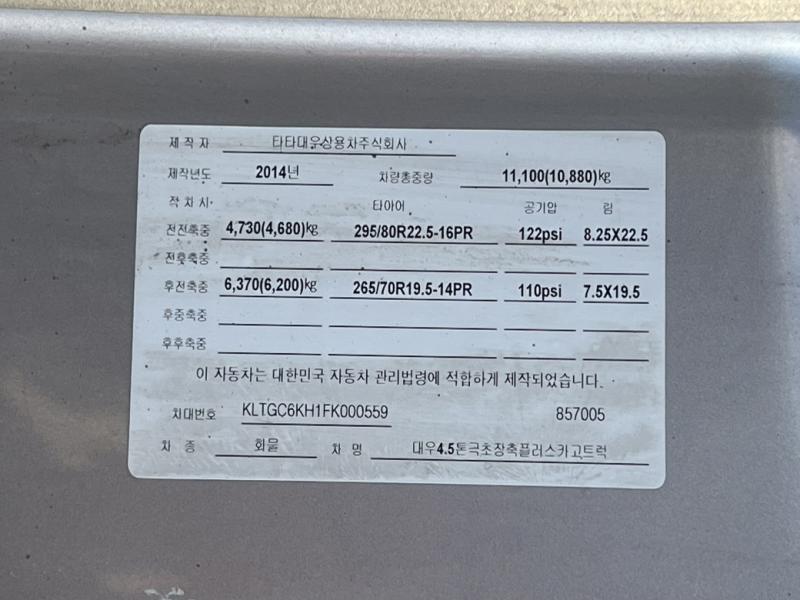 제 작 자 타타대우상용차주식회사
제작년도 2014년 차량총중량 11,100(10,880)kg
적 차 시 타이어 공기압 림
전전축중 4,730(4,680)kg 295/80R22.5-16PR 122psi 8.25X22.5
전후축중
후전축중 6,370(6,200)kg 265/70R19.5-14PR 110psi 7.5X19.5
후중축중
후후축중
이 자동차는 대한민국 자동차 관리법령에 적합하게 제작되었습니다.
차대번호 KLTGC6KH1FK000559 857005
차 종 화물 차 명 대우4.5톤극초장축플러스카고트럭